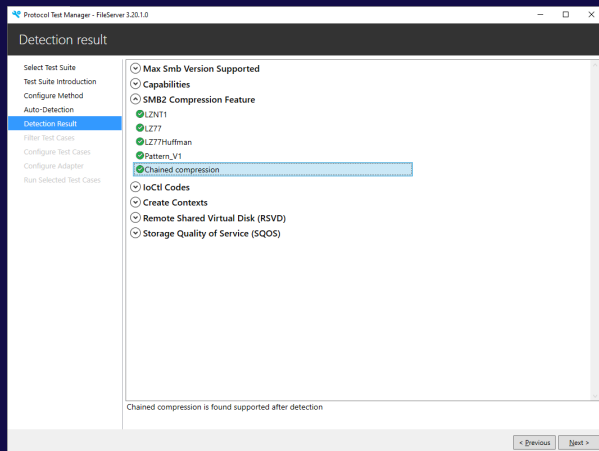 Protocol Test Manager - FileServer 3.20.1.0
Detection result
Select Test Suite
Test Suite Introduction
Configure Method
Auto-Detection
Detection Result
Filter Test Cases
Configure Test Cases
Configure Adapter
Run Selected Test Cases
Max Smb Version Supported
Capabilities
SMB2 Compression Feature
LZNT1
LZ77
LZ77Huffman
Pattern_V1
Chained compression
IoCtl Codes
Create Contexts
Remote Shared Virtual Disk (RSVD)
Storage Quality of Service (SQOS)
Chained compression is found supported after detection
< Previous
Next >